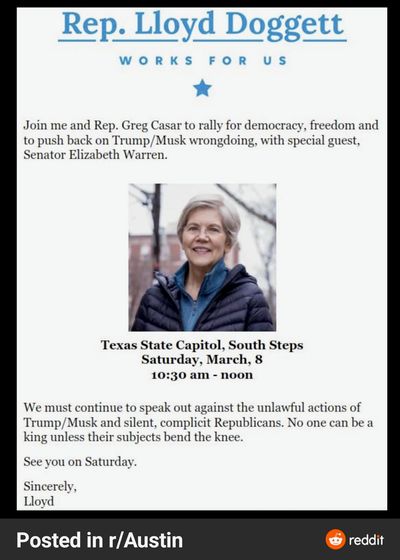 Rep. Lloyd Doggett
WORKS FOR US
Join me and Rep. Greg Casar to rally for democracy, freedom and
to push back on Trump/Musk wrongdoing, with special guest,
Senator Elizabeth Warren.
Texas State Capitol, South Steps
Saturday, March, 8
10:30 am - noon
We must continue to speak out against the unlawful actions of
Trump/Musk and silent, complicit Republicans. No one can be a
king unless their subjects bend the knee.
See you on Saturday.
Sincerely,
Lloyd
Posted in r/Austin
reddit